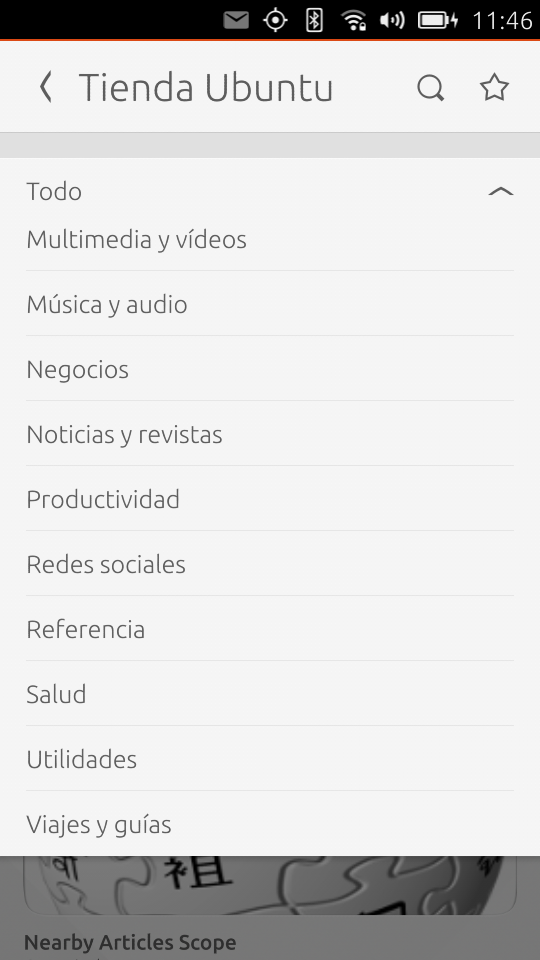 11:46
Tienda Ubuntu
Todo
Multimedia y vídeos
Música y audio
Negocios
Noticias y revistas
Productividad
Redes sociales
Referencia
Salud
Utilidades
Viajes y guías
祖
Nearby Articles Scope